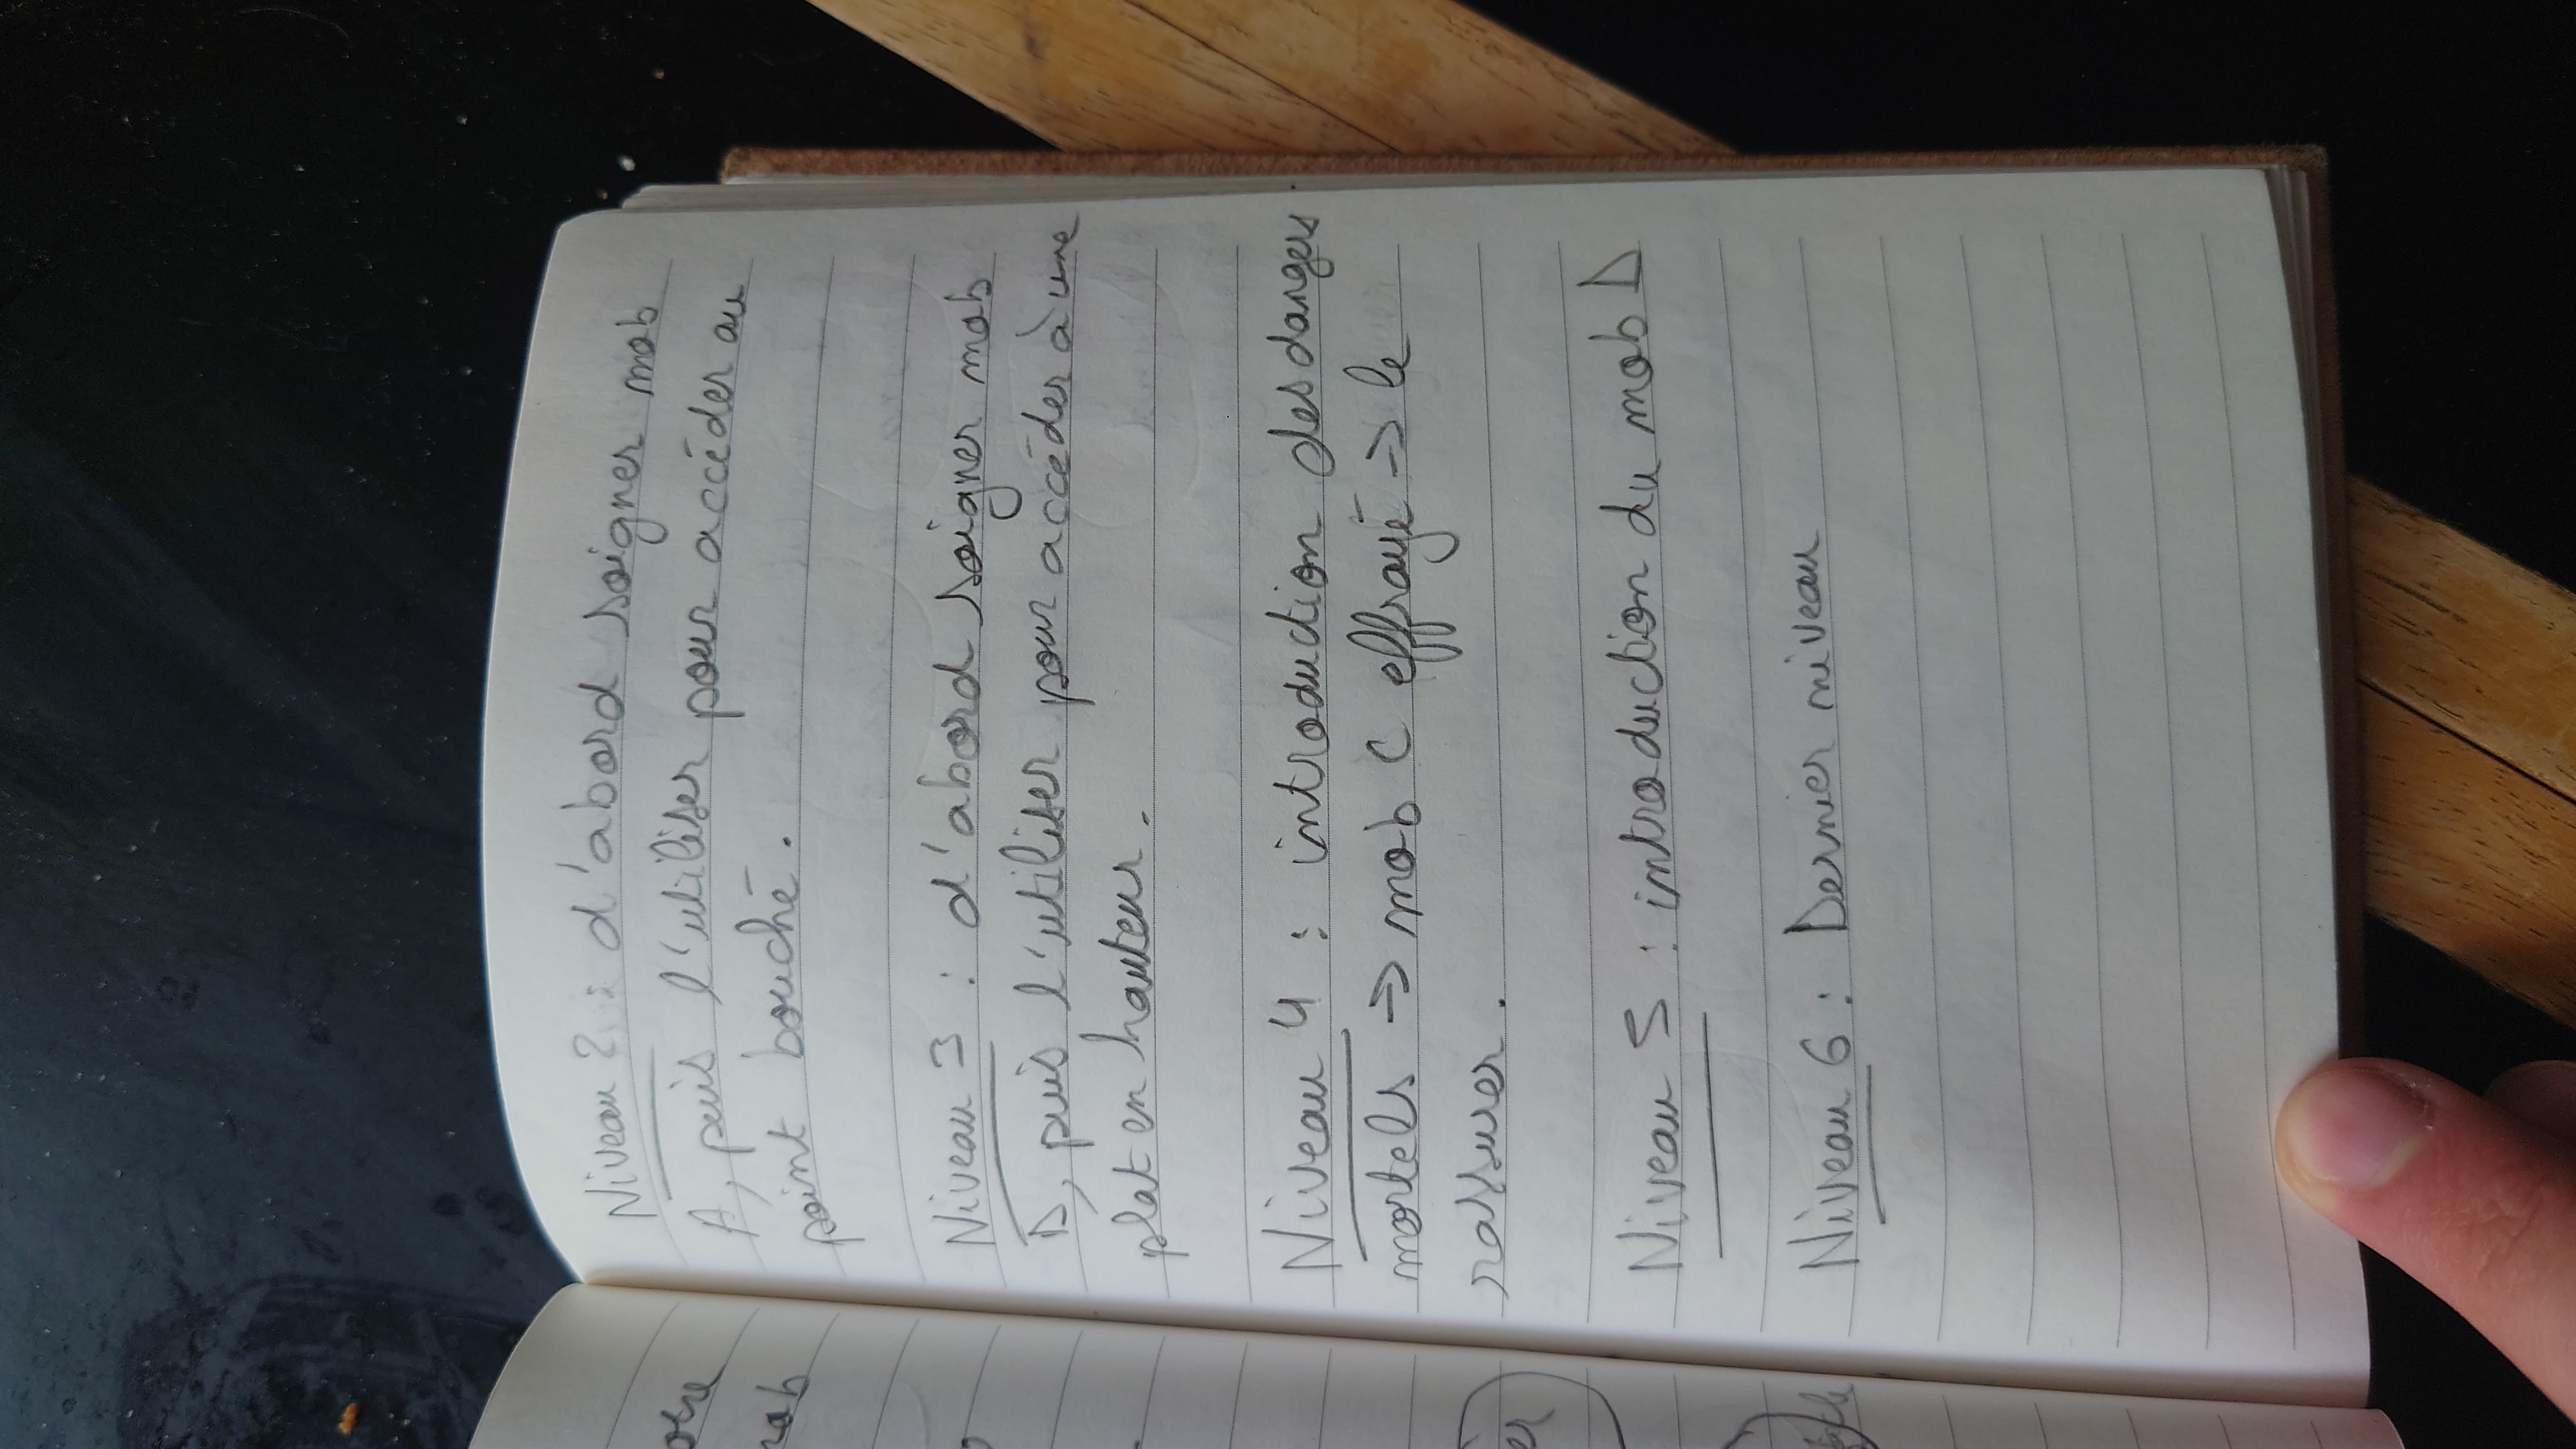 otre
mob
er
Niveau 2 : d'abord soigner mob
A, puis l'utiliser pour accéder au
point bouché.
Niveau 3 : d'abord soigner mob
D, puis l'utiliser pour accéder à une
plat en hauteur.
Niveau 4 : introduction des dangers
mortels => mob C effrayé -> le
rassurer.
Niveau 5 : introduction du mob D
Niveau 6 : Dernier niveau